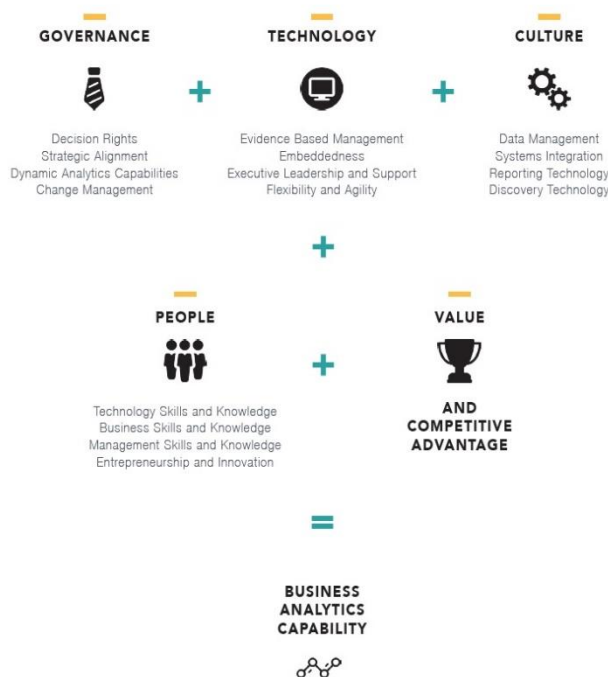 GOVERNANCE
Decision Rights
Strategic Alignment
Dynamic Analytics Capabilities
Change Management
+
TECHNOLOGY
Evidence Based Management
Embeddedness
Executive Leadership and Support
Flexibility and Agility
+
CULTURE
Data Management
Systems Integration
Reporting Technology
Discovery Technology
+
PEOPLE
Technology Skills and Knowledge
Business Skills and Knowledge
Management Skills and Knowledge
Entrepreneurship and Innovation
+
VALUE
AND
COMPETITIVE
ADVANTAGE
=
BUSINESS
ANALYTICS
CAPABILITY